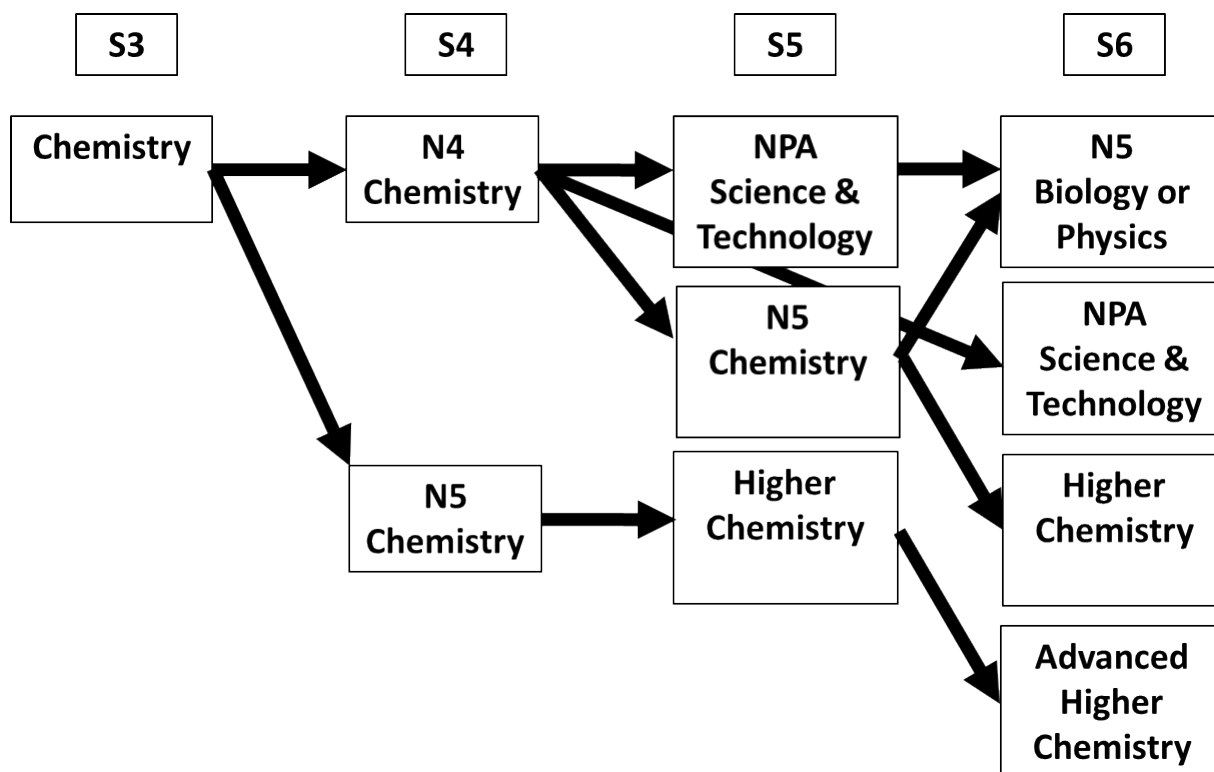 S3
S4
S5
S6
Chemistry
N4
Chemistry
NPA
Science &
Technology
N5
Biology or
Physics
N5
Chemistry
NPA
Science &
Technology
N5
Chemistry
Higher
Chemistry
Higher
Chemistry
Advanced
Higher
Chemistry